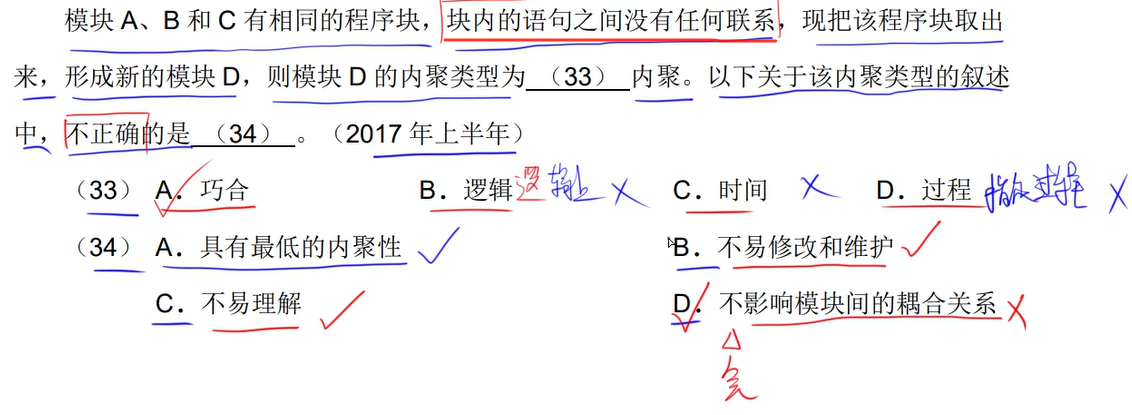 模块 A、B 和 C 有相同的程序块，块内的语句之间没有任何联系，现把该程序块取出
来，形成新的模块 D，则模块 D 的内聚类型为 （33） 内聚。以下关于该内聚类型的叙述
中，不正确的是 （34） 。（2017 年上半年）
（33） A．巧合 B．逻辑 C．时间 D．过程
（34） A．具有最低的内聚性 B．不易修改和维护
C．不易理解 D．不影响模块间的耦合关系
会